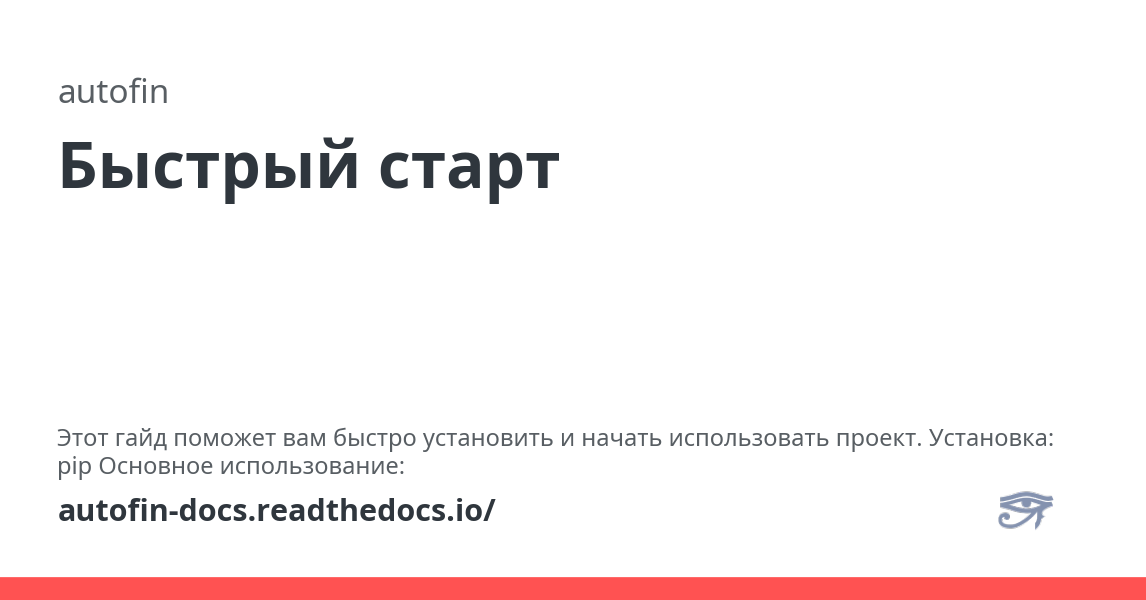 autofin
Быстрый старт
Этот гайд поможет вам быстро установить и начать использовать проект. Установка:
pip Основное использование:
autofin-docs.readthedocs.io/